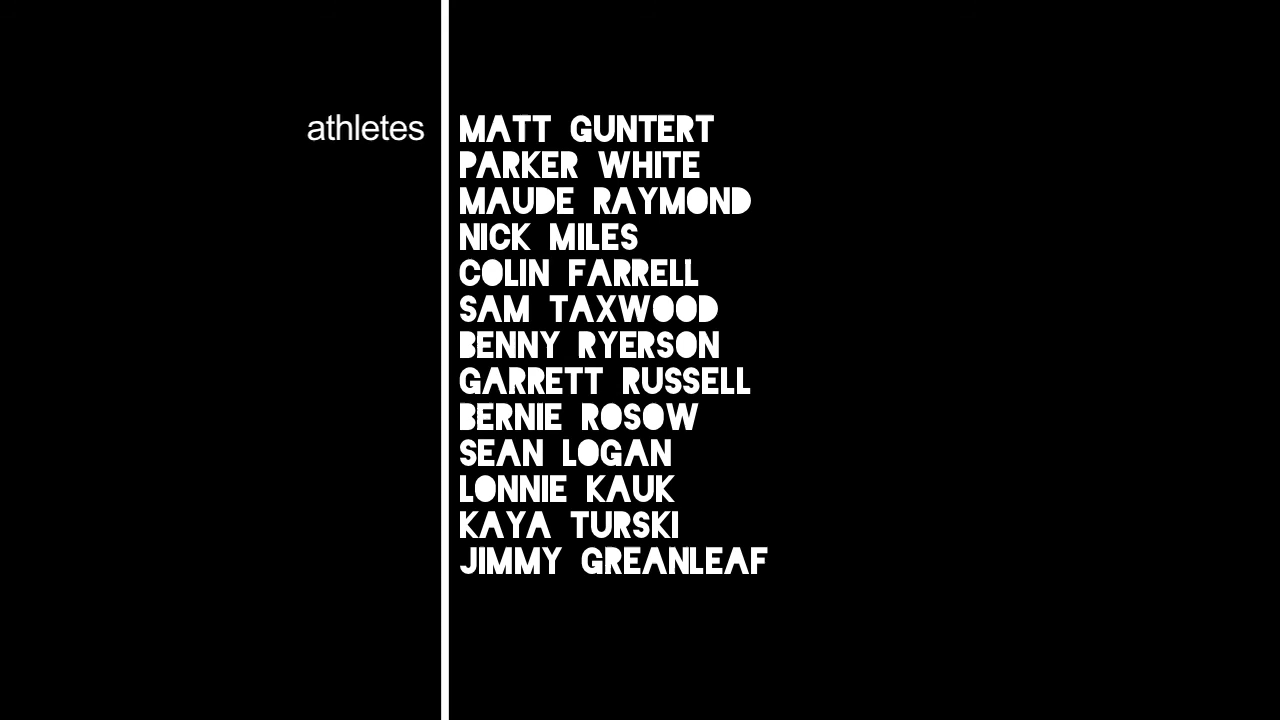 athletes MATT GUNTERT
PARKER WHITE
MAUDE RAYMOND
NICK MILES
COLIN FARRELL
SAM TAXWOOD
BENNY RYERSON
GARRETT RUSSELL
BERNIE ROSOW
SEAN LOGAN
LONNIE KAUK
KAYA TURSKI
JIMMY GREANLEAF